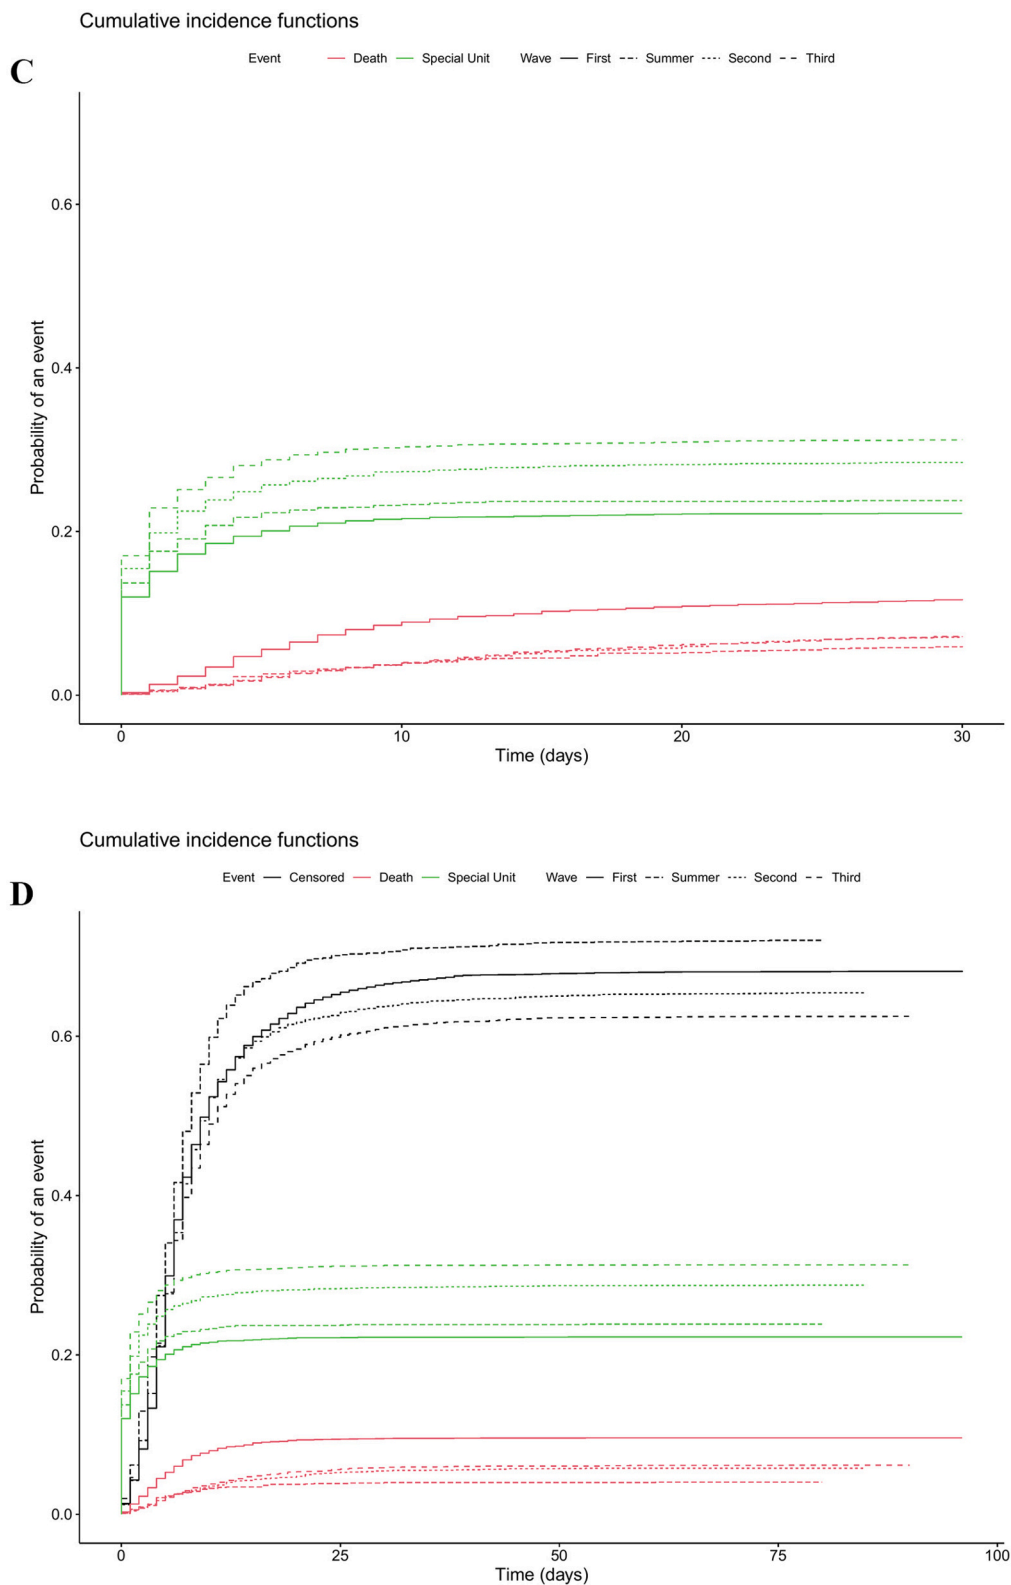 Cumulative incidence functions
C
Event Death Special Unit Wave First Summer Second Third
Probability of an event
0.6
0.4
0.2
0.0
0 10 20 30
Time (days)
Cumulative incidence functions
D
Event Censored Death Special Unit Wave First Summer Second Third
Probability of an event
0.6
0.4
0.2
0.0
0 25 50 75 100
Time (days)